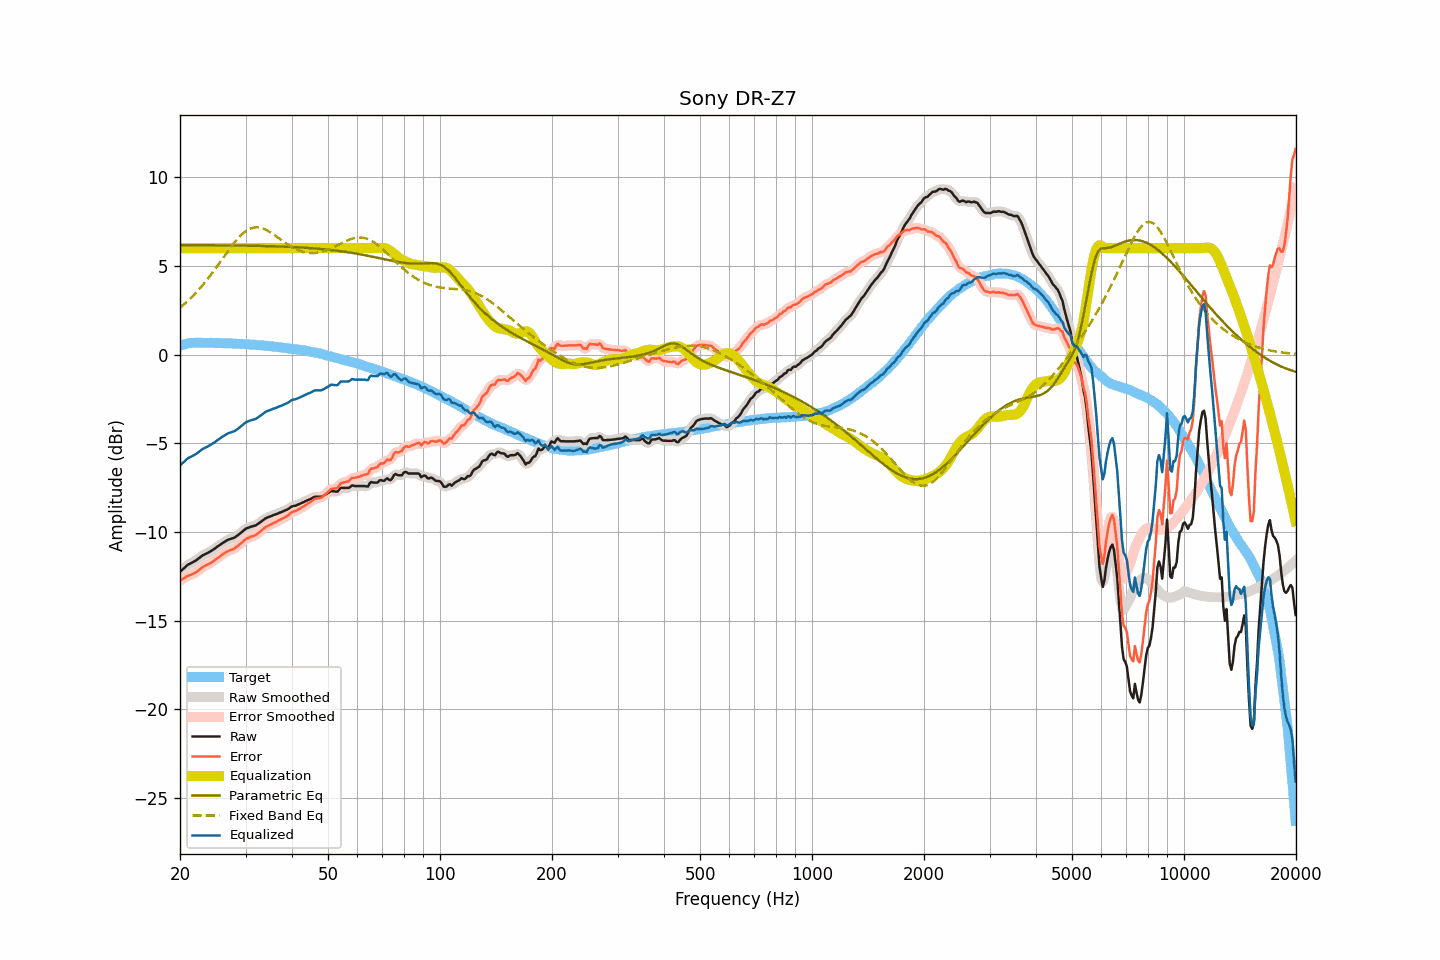 Sony DR-Z7
Amplitude (dBr)
10
5
0
−5
−10
−15
−20
−25
Target
Raw Smoothed
Error Smoothed
Raw
Error
Equalization
Parametric Eq
Fixed Band Eq
Equalized
20 50 100 200 500 1000 2000 5000 10000 20000
Frequency (Hz)